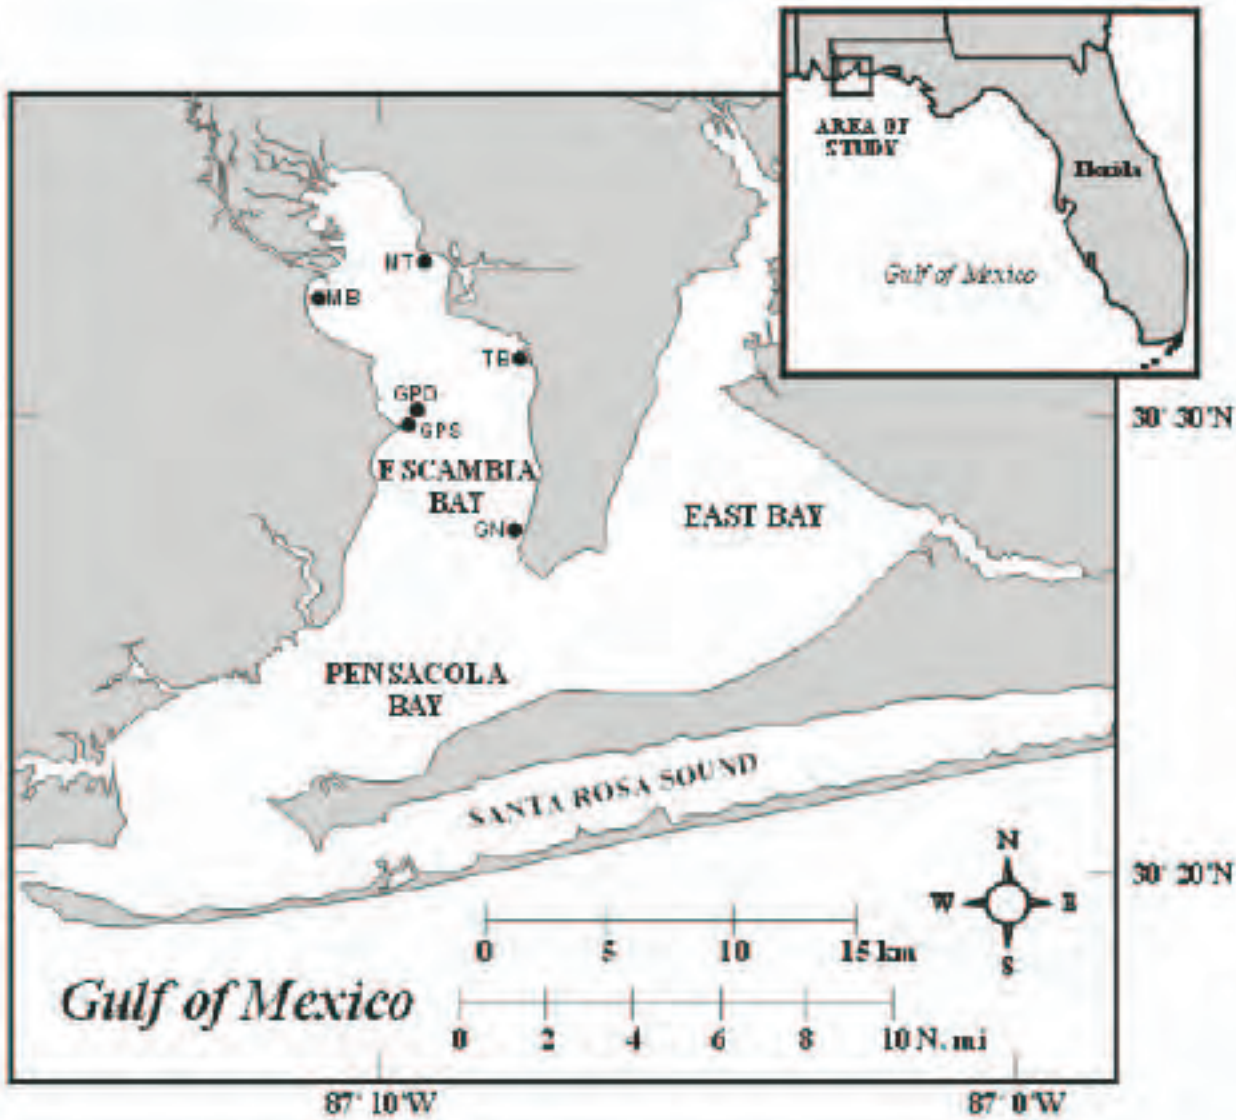 AREA OF
STUDY
Florida
Gulf of Mexico
NT
MB
TB
GPD
GPS
ESCAMBIA
BAY
GN
EAST BAY
30° 30'N
PENSACOLA
BAY
SANTA ROSA SOUND
N
W E
S
30° 20'N
0 5 10 15 km
Gulf of Mexico
0 2 4 6 8 10 N. mi
87° 10'W 87° 0'W